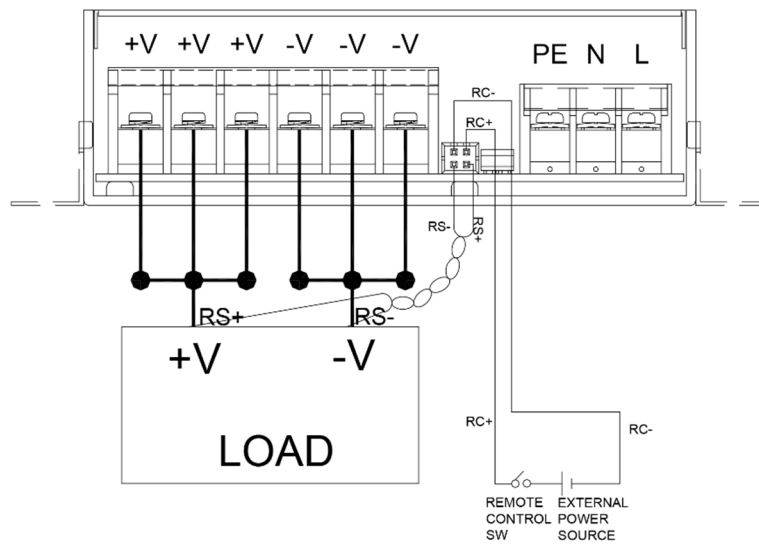 +V +V +V -V -V -V
PE N L
RC-
RC+
RS-
RS+
RS+
RS-
+V
-V
LOAD
RC+
RC-
REMOTE
CONTROL
SW
EXTERNAL
POWER
SOURCE